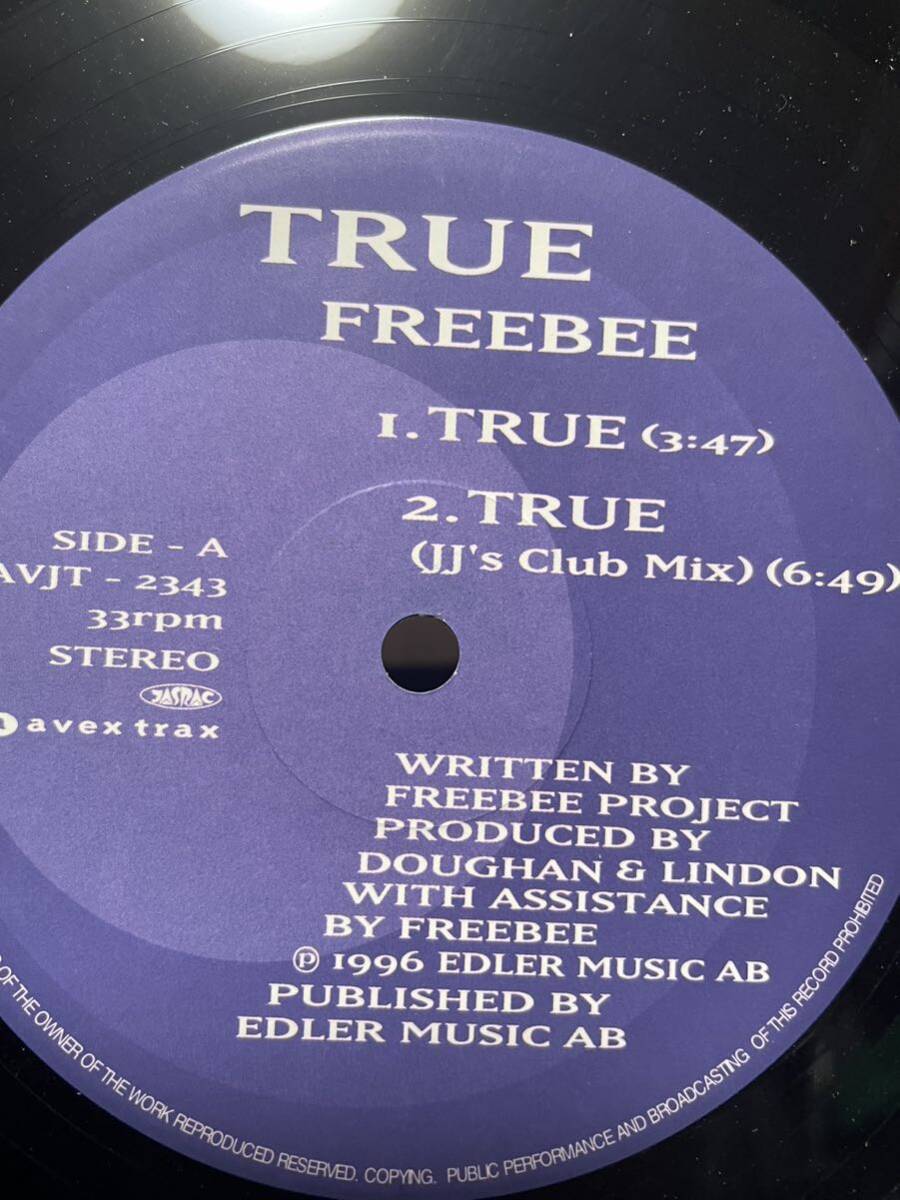 TRUE
FREEBEE
1. TRUE (3:47)
2. TRUE
(JJ's Club Mix) (6:49)
SIDE - A
AVJT - 2343
33rpm
STEREO
JASRAC
avex trax
WRITTEN BY
FREEBEE PROJECT
PRODUCED BY
DOUGHAN & LINDON
WITH ASSISTANCE
BY FREEBEE
℗ 1996 EDLER MUSIC AB
PUBLISHED BY
EDLER MUSIC AB
OF THE OWNER OF THE WORK REPRODUCED RESERVED. COPYING. PUBLIC PERFORMANCE AND BROADCASTING OF THIS RECORD PROHIBITED